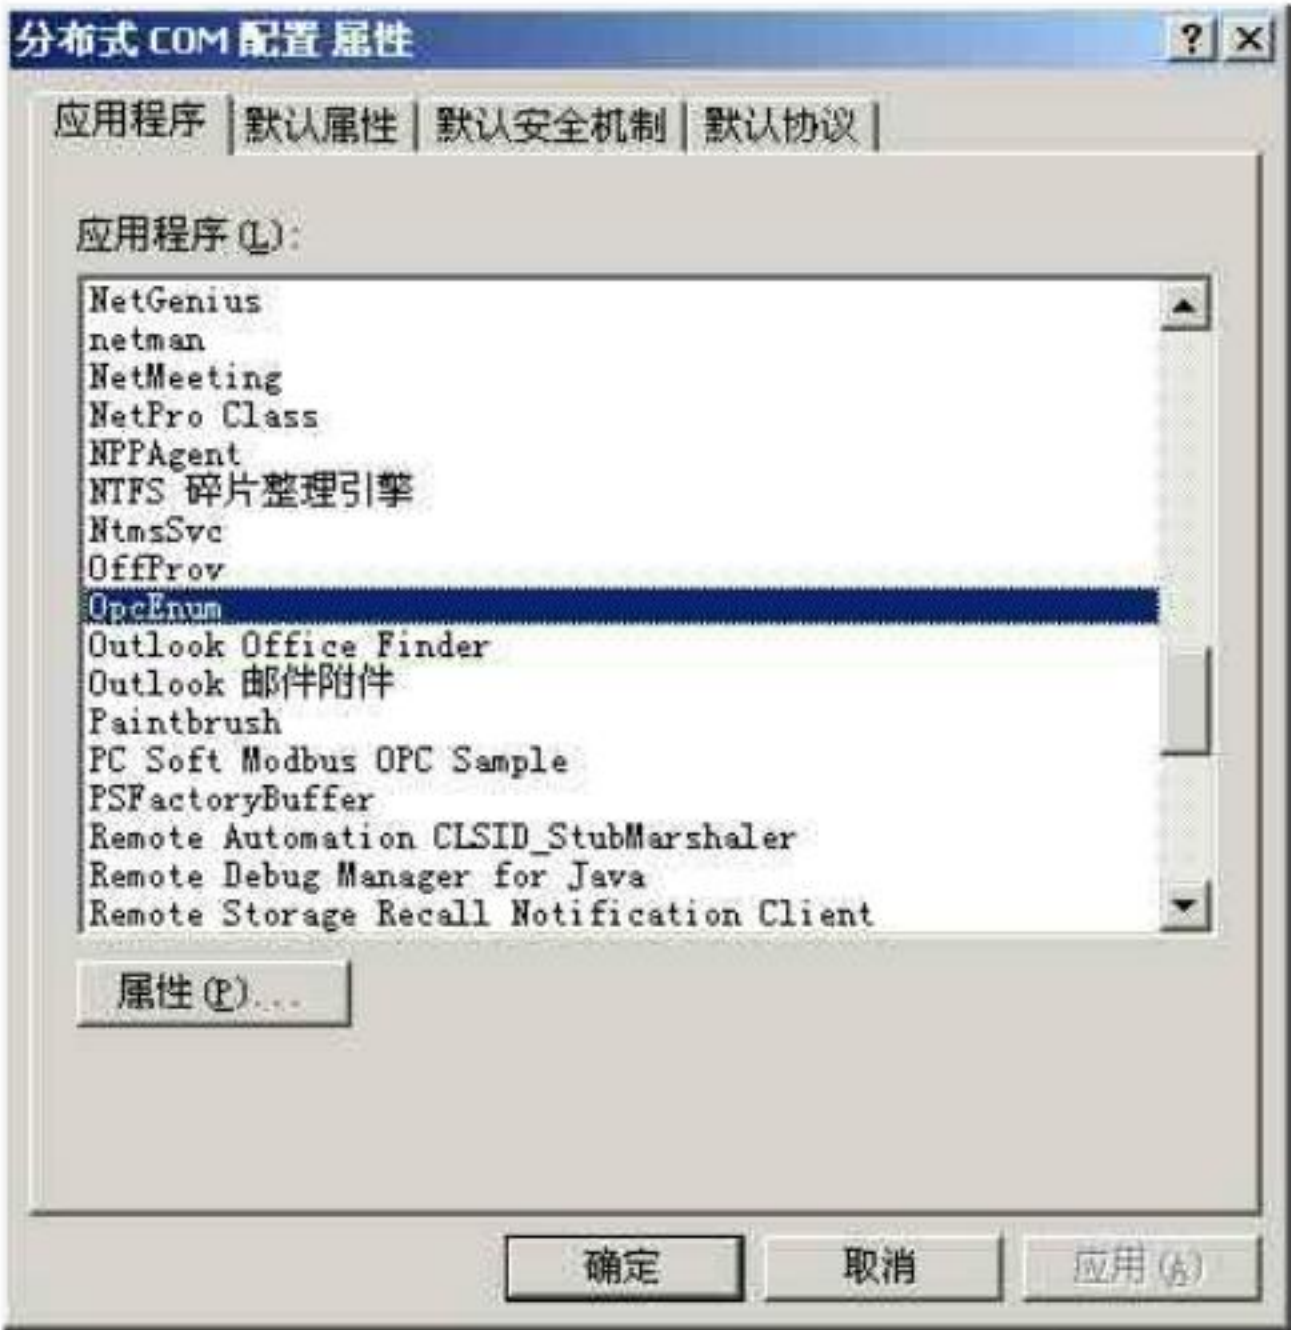 分布式 COM 配置 属性
应用程序 默认属性 默认安全机制 默认协议
应用程序(L):
NetGenius
netman
NetMeeting
NetPro Class
NPPAgent
NTFS 碎片整理引擎
NtmsSvc
OffProv
OpcEnum
Outlook Office Finder
Outlook 邮件附件
Paintbrush
PC Soft Modbus OPC Sample
PSFactoryBuffer
Remote Automation CLSID_StubMarshaler
Remote Debug Manager for Java
Remote Storage Recall Notification Client
属性(P)...
确定 取消 应用(A)